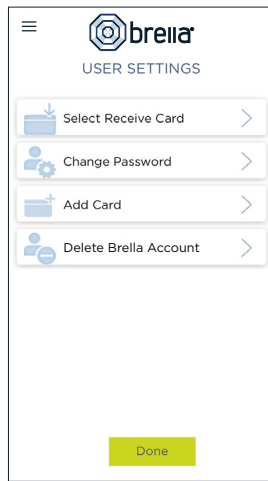 brella
USER SETTINGS
Select Receive Card
Change Password
Add Card
Delete Brella Account
Done